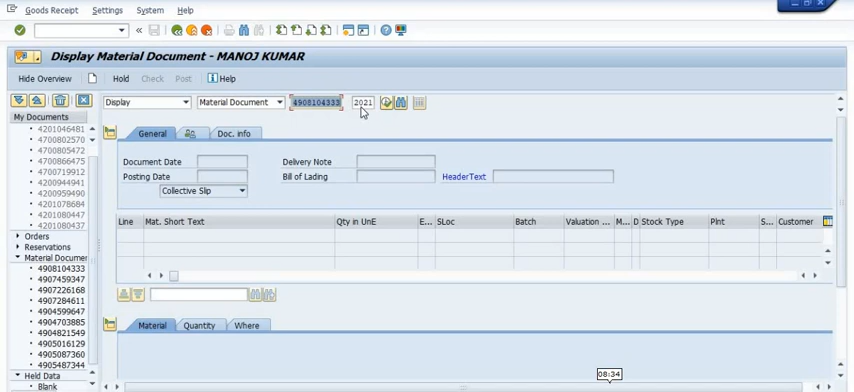 Goods Receipt Settings System Help
Display Material Document - MANOJ KUMAR
Hide Overview Hold Check Post Help
Display Material Document 4908104333 2021
My Documents
4201046481
4700802570
4700805472
4700866475
4700719912
4200944941
4200959490
4201078684
4201080447
4201080437
Orders
Reservations
Material Documen
4908104333
4907459347
4907226168
4907284611
4904599647
4904703885
4904821549
4905016129
4905087360
4905487344
Held Data
Blank
General Doc. info
Document Date Delivery Note
Posting Date Bill of Lading HeaderText
Collective Slip
Line Mat. Short Text Qty in UnE E... SLoc Batch Valuation ... M... D Stock Type Plnt S... Customer
Material Quantity Where
08:34